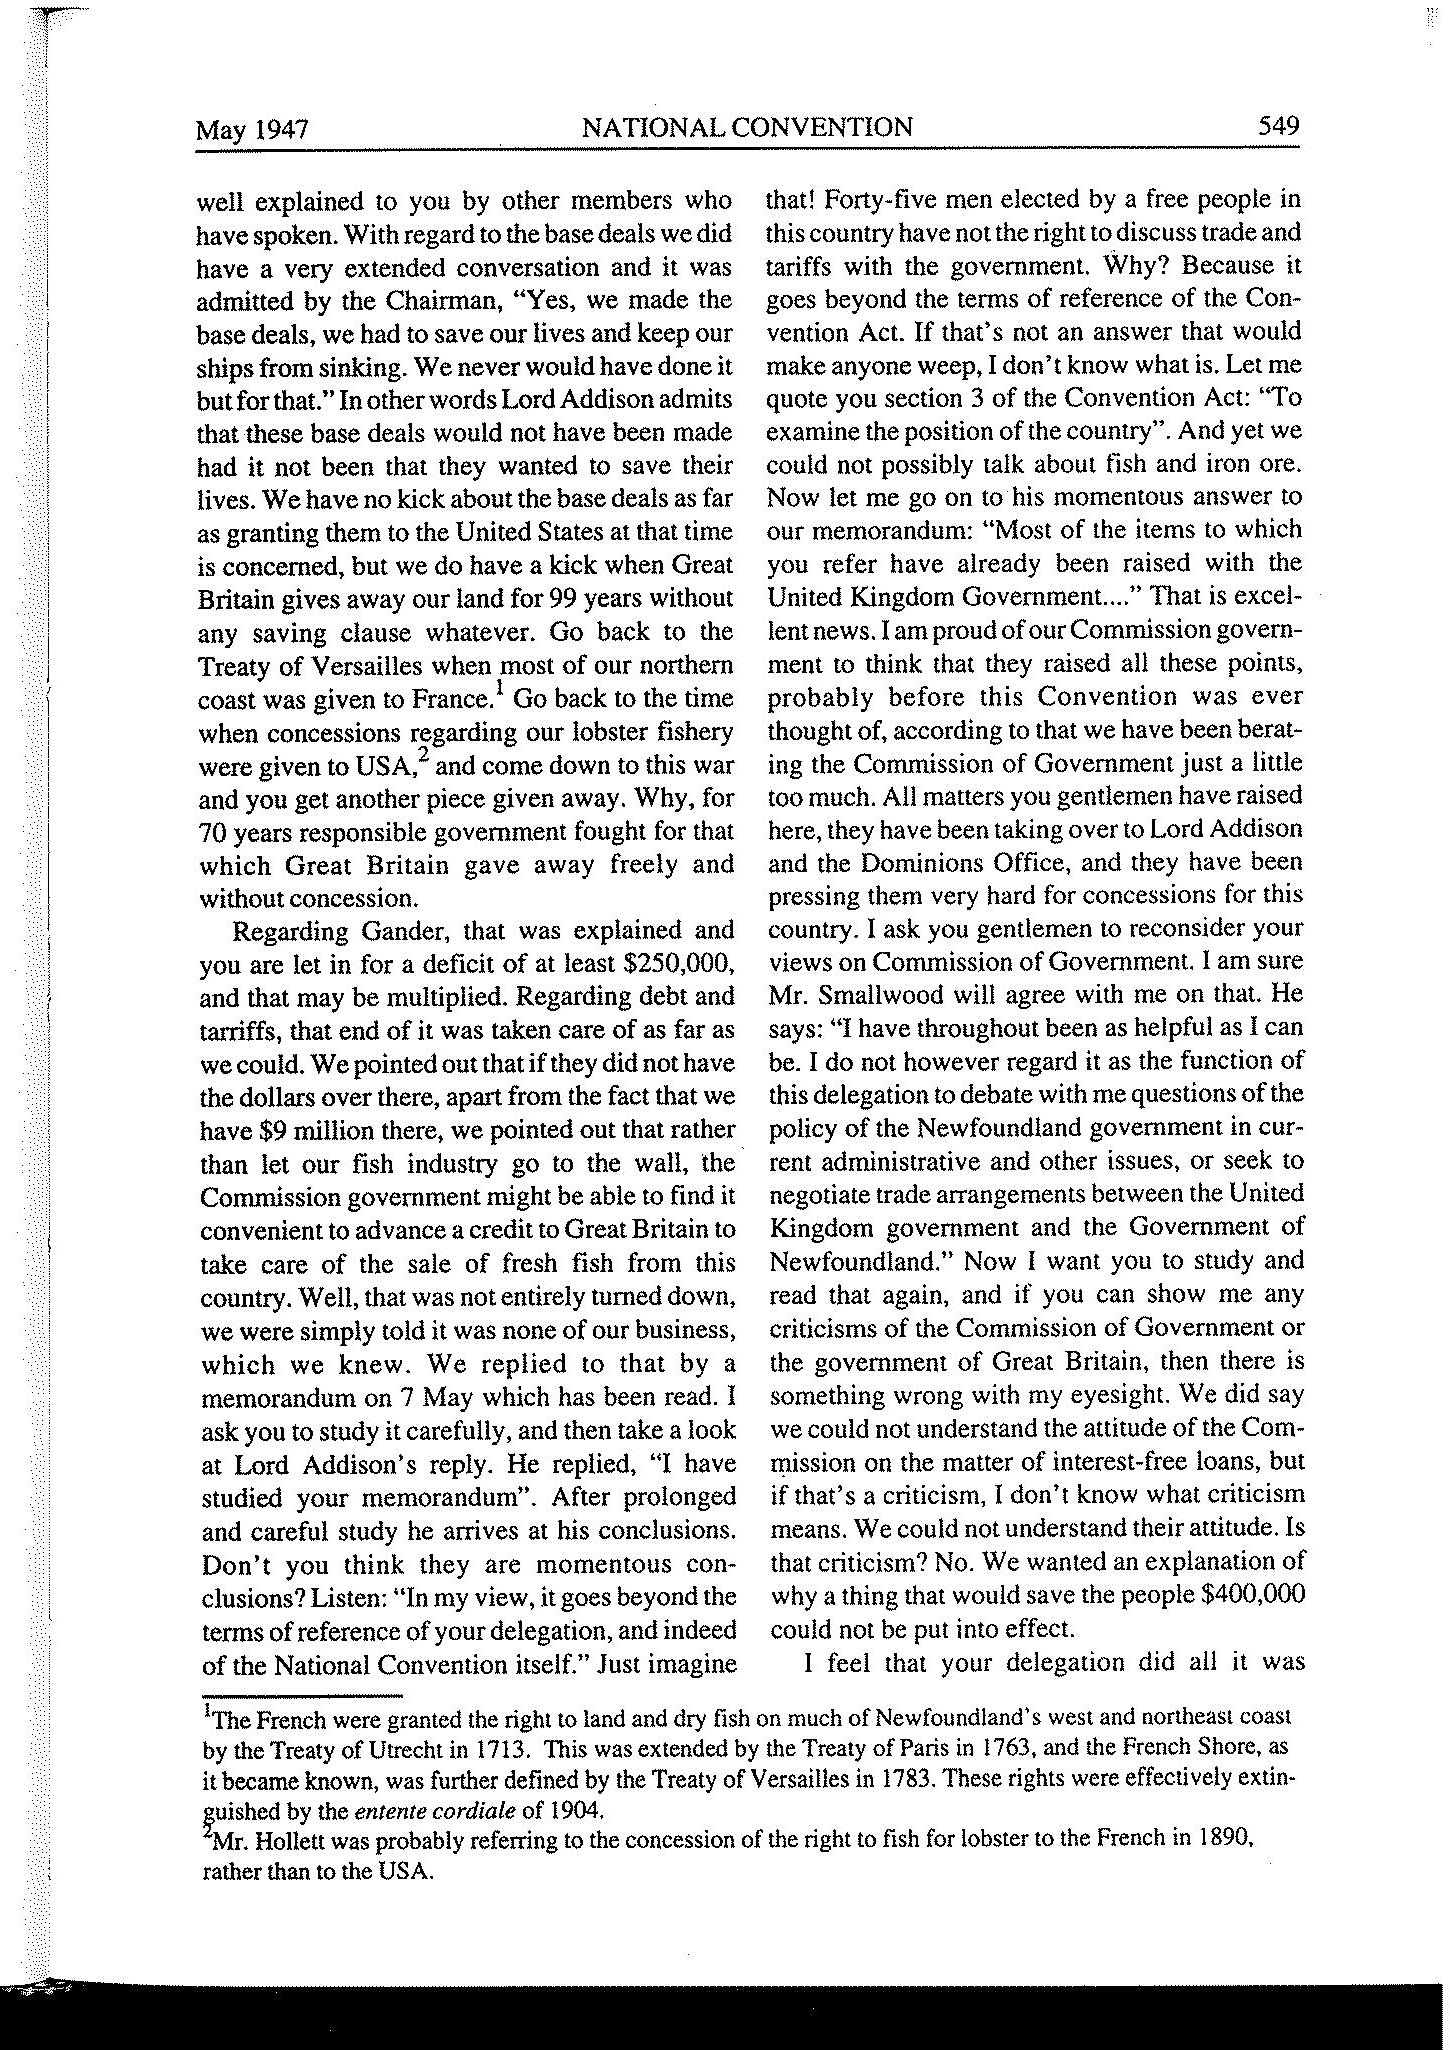 May 1947
NATIONAL CONVENTION
549
well explained to you by other members who
have spoken. With regard to the base deals we did
have a very extended conversation and it was
admitted by the Chairman, “Yes, we made the
base deals, we had to save our lives and keep our
ships from sinking. We never would have done it
but for that.” In other words Lord Addison admits
that these base deals would not have been made
had it not been that they wanted to save their
lives. We have no kick about the base deals as far
as granting them to the United States at that time
is concerned, but we do have a kick when Great
Britain gives away our land for 99 years without
any saving clause whatever. Go back to the
Treaty of Versailles when most of our northern
coast was given to France.¹ Go back to the time
when concessions regarding our lobster fishery
were given to USA,² and come down to this war
and you get another piece given away. Why, for
70 years responsible government fought for that
which Great Britain gave away freely and
without concession.
Regarding Gander, that was explained and
you are let in for a deficit of at least $250,000,
and that may be multiplied. Regarding debt and
tarriffs, that end of it was taken care of as far as
we could. We pointed out that if they did not have
the dollars over there, apart from the fact that we
have $9 million there, we pointed out that rather
than let our fish industry go to the wall, the
Commission government might be able to find it
convenient to advance a credit to Great Britain to
take care of the sale of fresh fish from this
country. Well, that was not entirely turned down,
we were simply told it was none of our business,
which we knew. We replied to that by a
memorandum on 7 May which has been read. I
ask you to study it carefully, and then take a look
at Lord Addison's reply. He replied, “I have
studied your memorandum”. After prolonged
and careful study he arrives at his conclusions.
Don't you think they are momentous con-
clusions? Listen: “In my view, it goes beyond the
terms of reference of your delegation, and indeed
of the National Convention itself.” Just imagine
that! Forty-five men elected by a free people in
this country have not the right to discuss trade and
tariffs with the government. Why? Because it
goes beyond the terms of reference of the Con-
vention Act. If that's not an answer that would
make anyone weep, I don't know what is. Let me
quote you section 3 of the Convention Act: “To
examine the position of the country”. And yet we
could not possibly talk about fish and iron ore.
Now let me go on to his momentous answer to
our memorandum: “Most of the items to which
you refer have already been raised with the
United Kingdom Government....” That is excel-
lent news. I am proud of our Commission govern-
ment to think that they raised all these points,
probably before this Convention was ever
thought of, according to that we have been berat-
ing the Commission of Government just a little
too much. All matters you gentlemen have raised
here, they have been taking over to Lord Addison
and the Dominions Office, and they have been
pressing them very hard for concessions for this
country. I ask you gentlemen to reconsider your
views on Commission of Government. I am sure
Mr. Smallwood will agree with me on that. He
says: “I have throughout been as helpful as I can
be. I do not however regard it as the function of
this delegation to debate with me questions of the
policy of the Newfoundland government in cur-
rent administrative and other issues, or seek to
negotiate trade arrangements between the United
Kingdom government and the Government of
Newfoundland.” Now I want you to study and
read that again, and if you can show me any
criticisms of the Commission of Government or
the government of Great Britain, then there is
something wrong with my eyesight. We did say
we could not understand the attitude of the Com-
mission on the matter of interest-free loans, but
if that's a criticism, I don't know what criticism
means. We could not understand their attitude. Is
that criticism? No. We wanted an explanation of
why a thing that would save the people $400,000
could not be put into effect.
I feel that your delegation did all it was
¹The French were granted the right to land and dry fish on much of Newfoundland's west and northeast coast
by the Treaty of Utrecht in 1713. This was extended by the Treaty of Paris in 1763, and the French Shore, as
it became known, was further defined by the Treaty of Versailles in 1783. These rights were effectively extin-
guished by the entente cordiale of 1904.
²Mr. Hollett was probably referring to the concession of the right to fish for lobster to the French in 1890,
rather than to the USA.